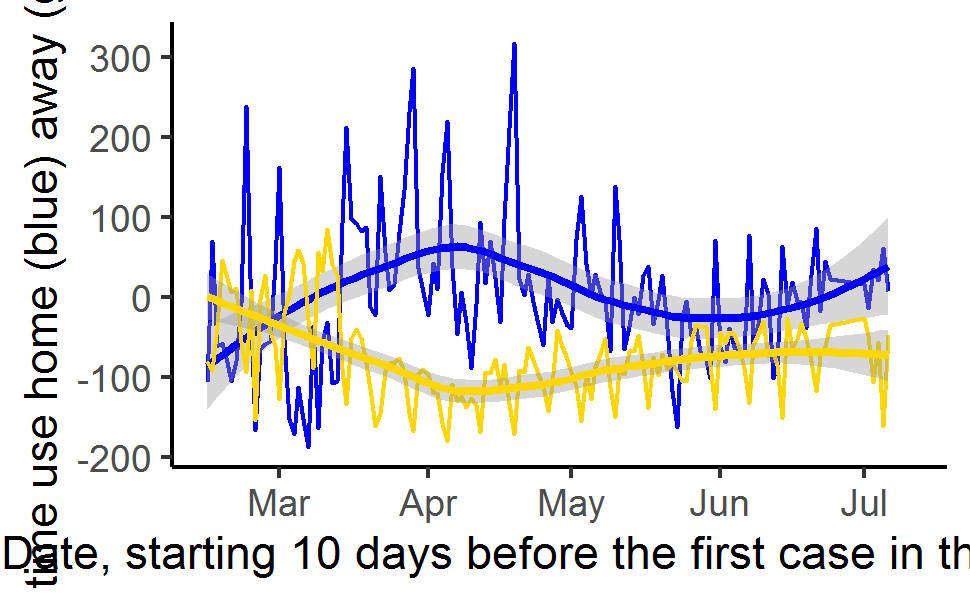 time use home (blue) away (
300
200
100
0
-100
-200
Mar Apr May Jun Jul
Date, starting 10 days before the first case in th